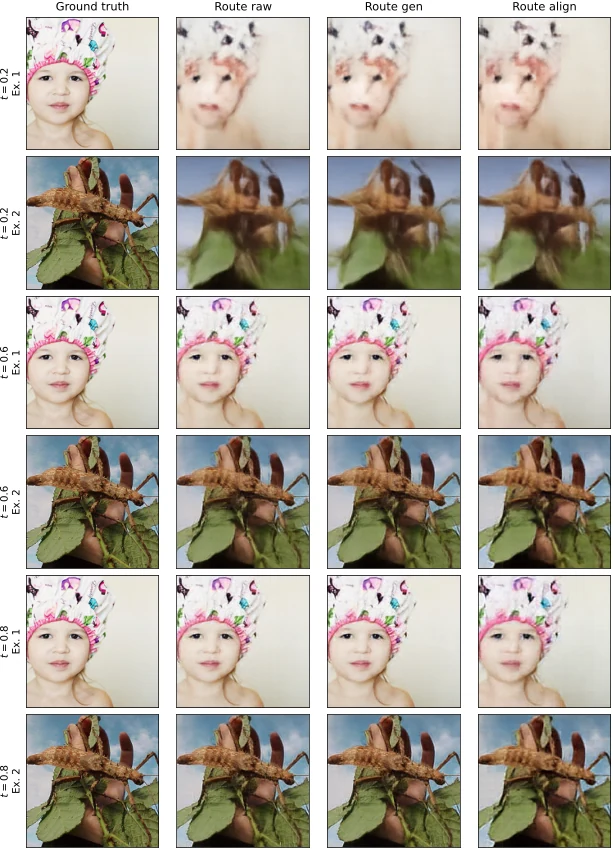 Ground truth Route raw Route gen Route align
t = 0.2
Ex. 1
t = 0.2
Ex. 2
t = 0.6
Ex. 1
t = 0.6
Ex. 2
t = 0.8
Ex. 1
t = 0.8
Ex. 2